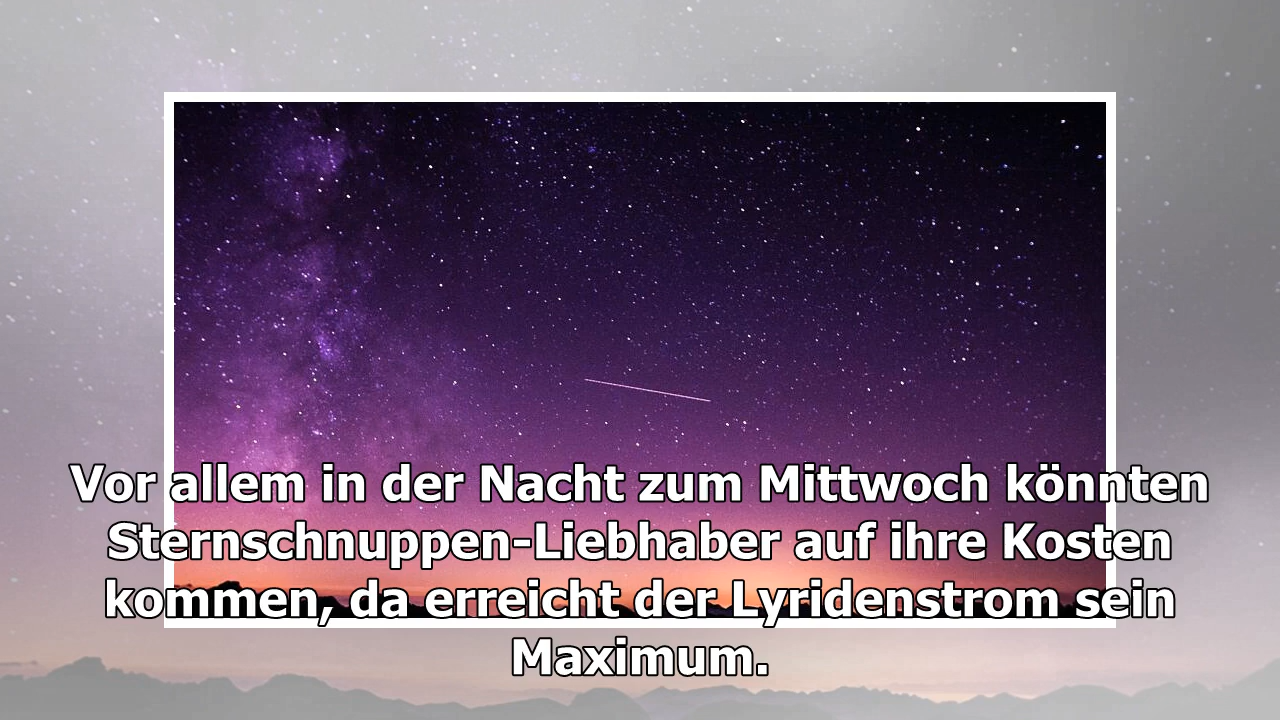 Vor allem in der Nacht zum Mittwoch könnten
Sternschnuppen-Liebhaber auf ihre Kosten
kommen, da erreicht der Lyridenstrom sein
Maximum.